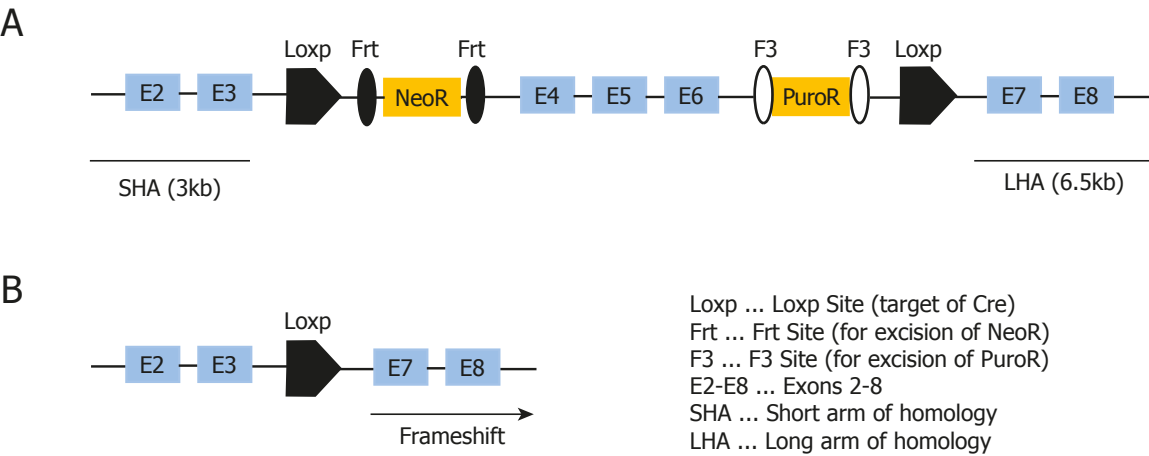 A
Loxp Frt Frt F3 F3 Loxp
E2 E3 NeoR E4 E5 E6 PuroR E7 E8
SHA (3kb) LHA (6.5kb)
B
Loxp
E2 E3 E7 E8
Frameshift
Loxp ... Loxp Site (target of Cre)
Frt ... Frt Site (for excision of NeoR)
F3 ... F3 Site (for excision of PuroR)
E2-E8 ... Exons 2-8
SHA ... Short arm of homology
LHA ... Long arm of homology